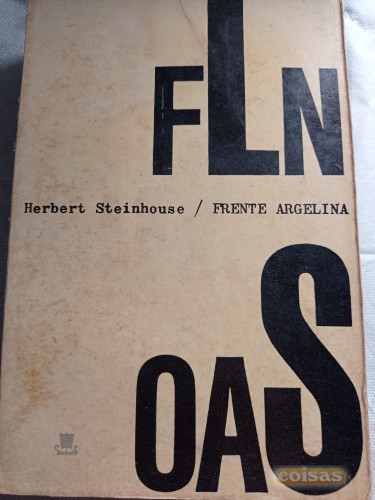 FLN
Herbert Steinhouse / FRENTE ARGELINA
OAS
coisas